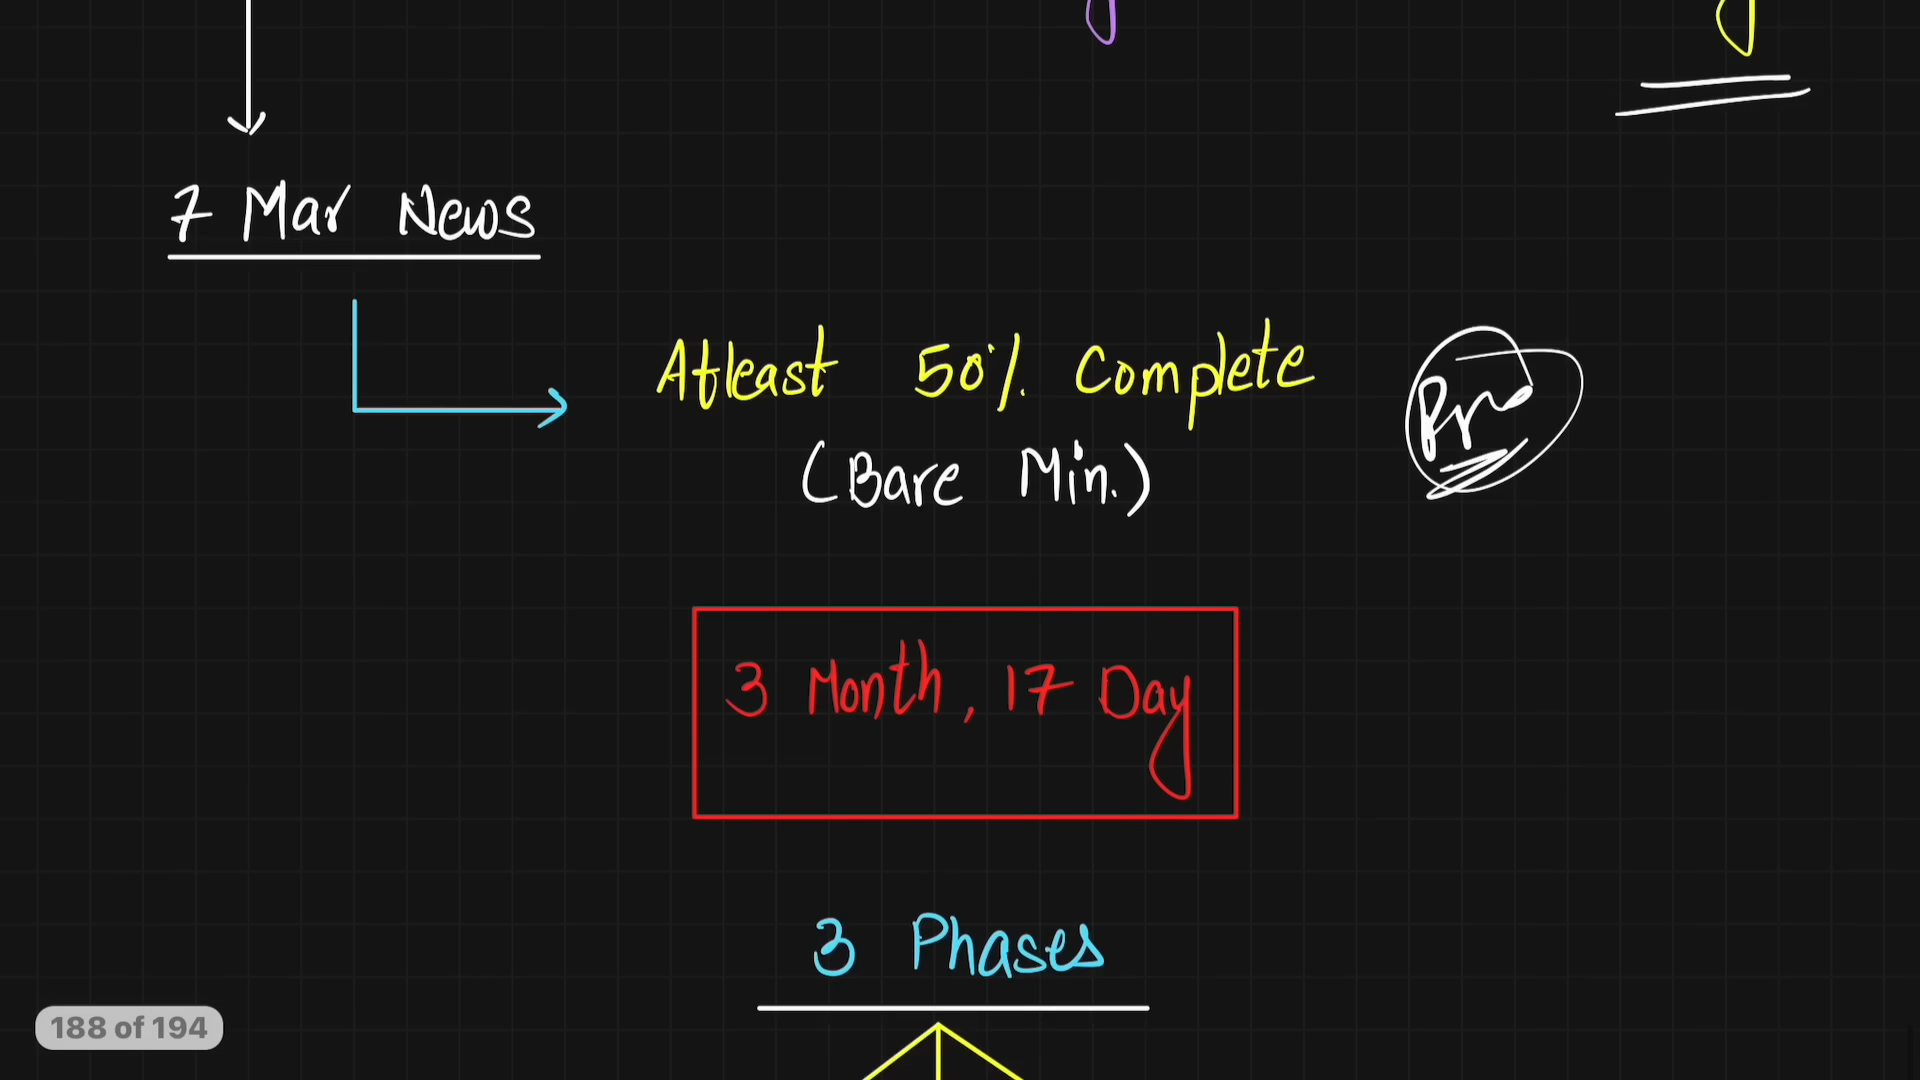 7 Mar News
Atleast 50% Complete
(Bare Min.)
Pro
3 Month, 17 Day
3 Phases
188 of 194